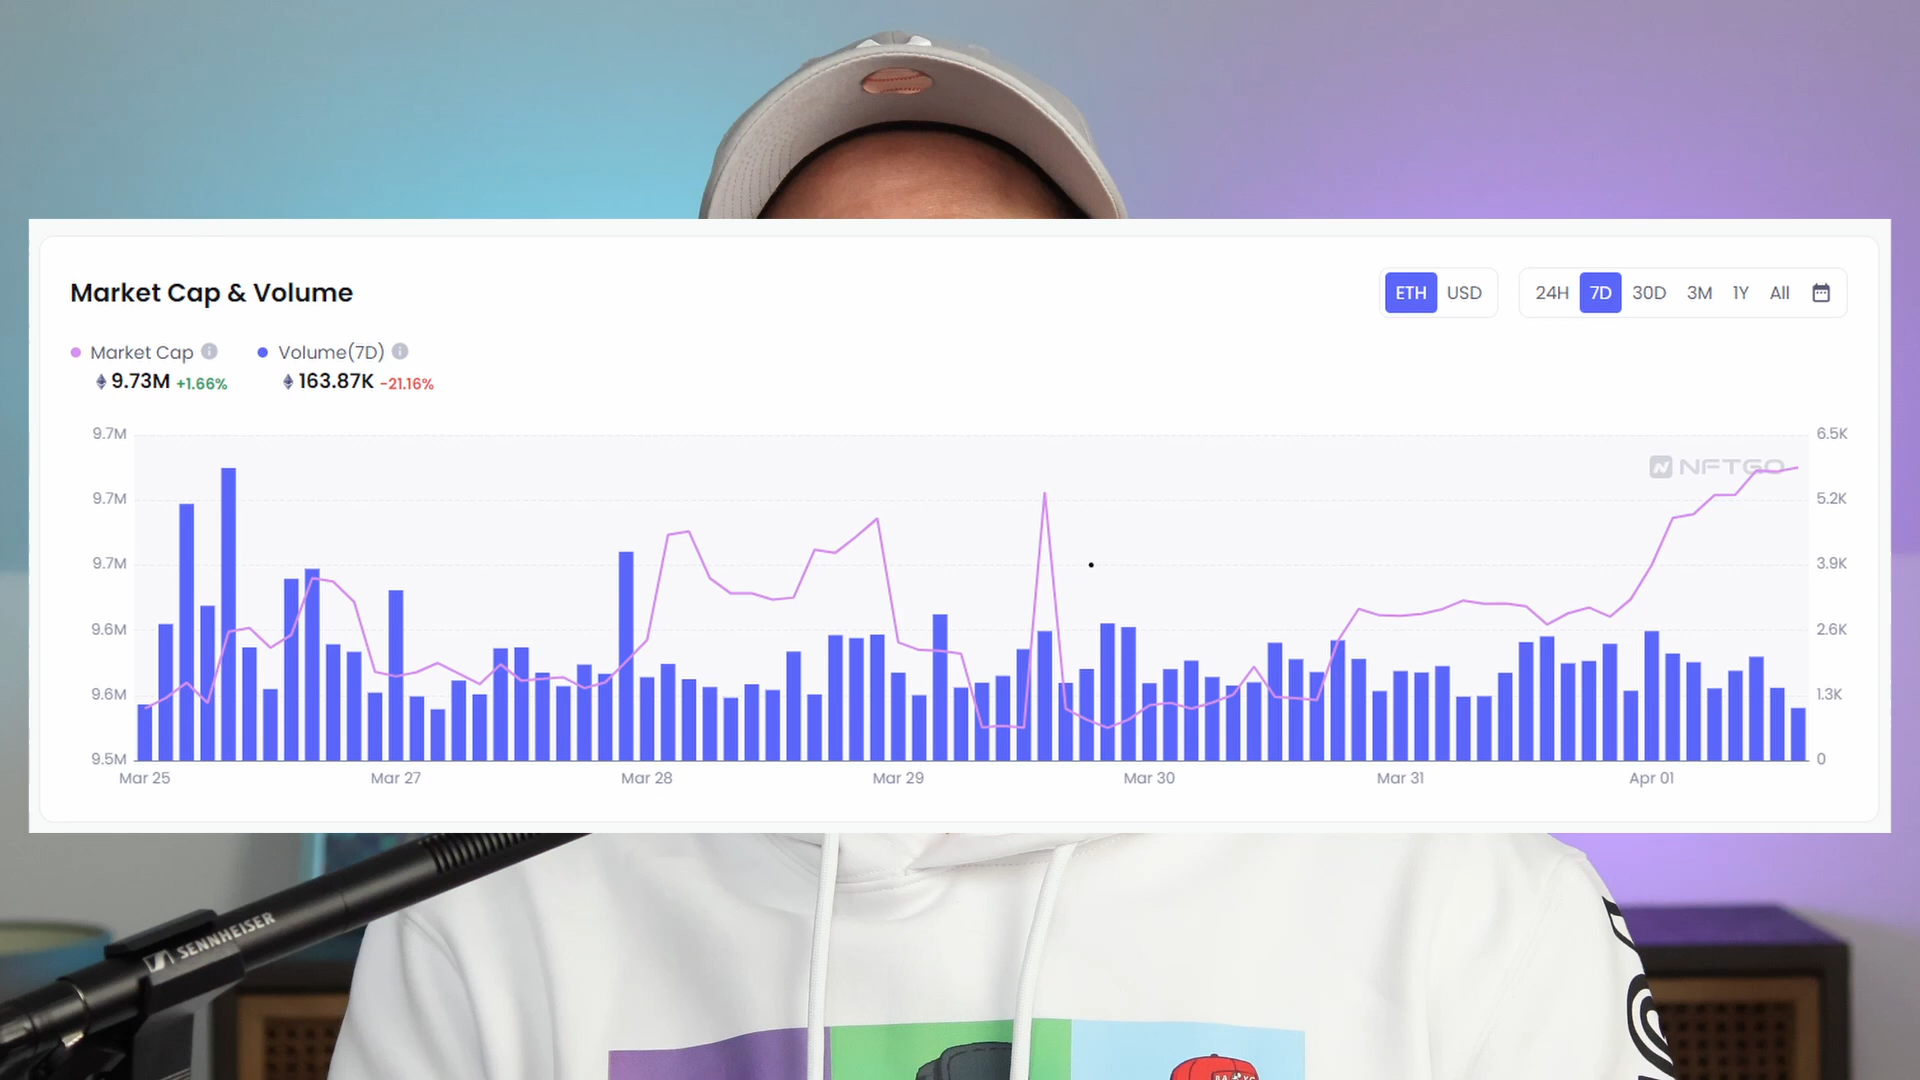 Market Cap & Volume
ETH USD
24H 7D 30D 3M 1Y All
Market Cap Volume(7D)
9.73M +1.66% 163.87K -21.16%
9.7M 6.5K
NFTGO
9.7M 5.2K
9.7M 3.9K
9.6M 2.6K
9.6M 1.3K
9.5M 0
Mar 25 Mar 27 Mar 28 Mar 29 Mar 30 Mar 31 Apr 01
SENNHEISER